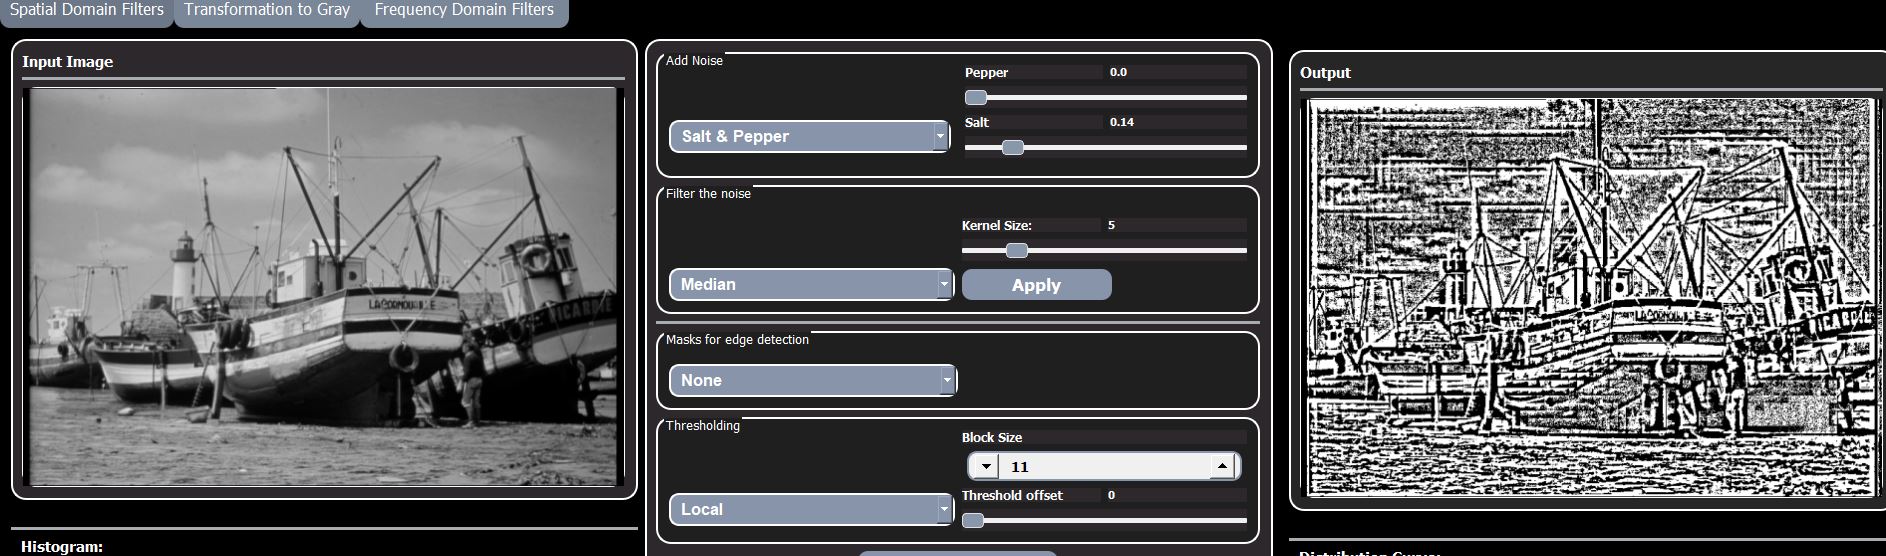 Spatial Domain Filters
Transformation to Gray
Frequency Domain Filters
Input Image
Add Noise
Pepper 0.0
Salt 0.14
Salt & Pepper
Filter the noise
Kernel Size: 5
Median
Apply
Masks for edge detection
None
Thresholding
Block Size
11
Threshold offset 0
Local
Output
Histogram: